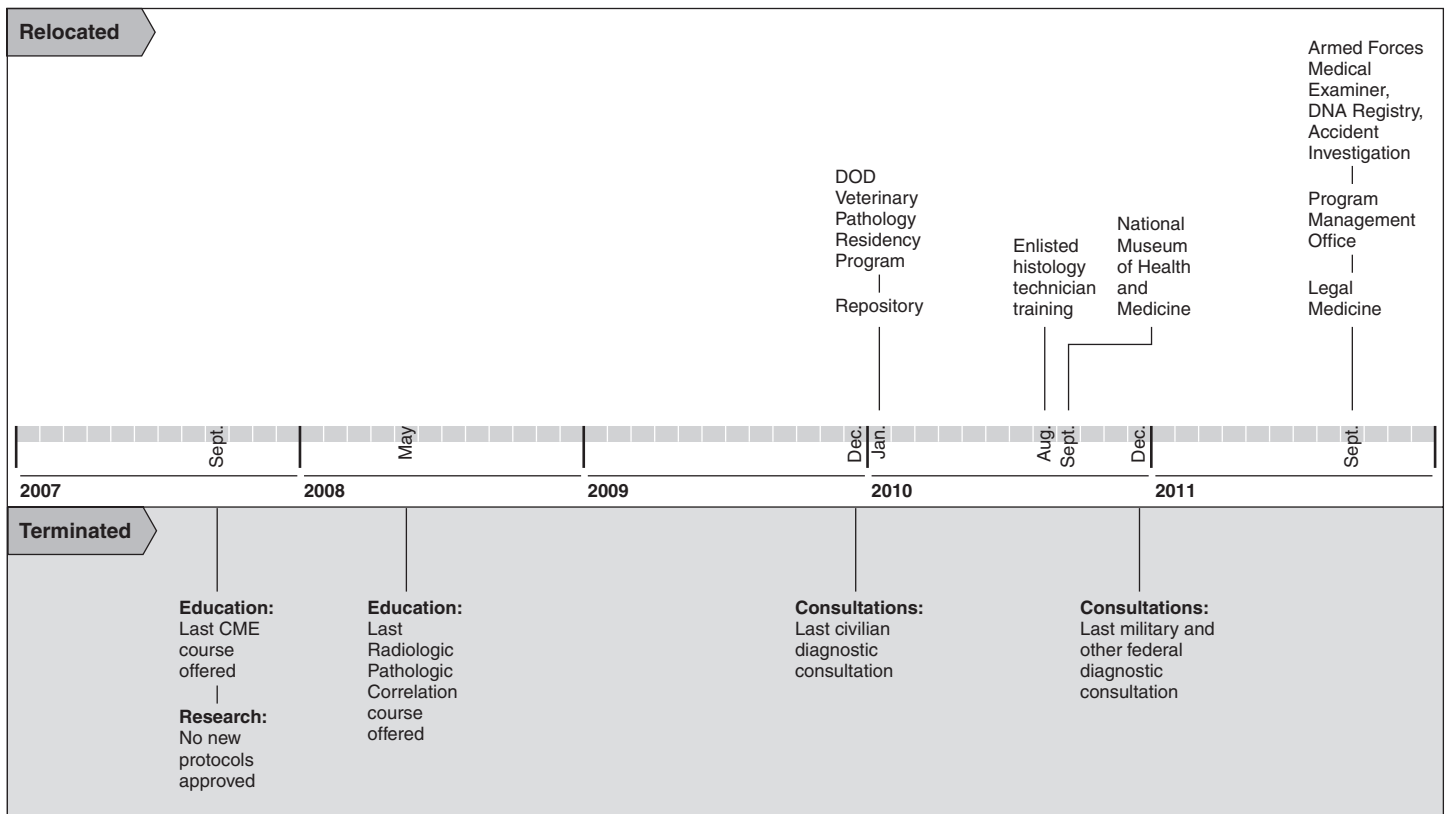 Relocated
Armed Forces
Medical
Examiner,
DNA Registry,
Accident
Investigation
Program
Management
Office
Legal
Medicine
DOD
Veterinary
Pathology
Residency
Program
Repository
Enlisted
histology
technician
training
National
Museum
of Health
and
Medicine
Sept.
May
Dec.
Jan.
Aug.
Sept.
Dec.
Sept.
2007
2008
2009
2010
2011
Terminated
Education:
Last CME
course
offered
Research:
No new
protocols
approved
Education:
Last
Radiologic
Pathologic
Correlation
course
offered
Consultations:
Last civilian
diagnostic
consultation
Consultations:
Last military and
other federal
diagnostic
consultation